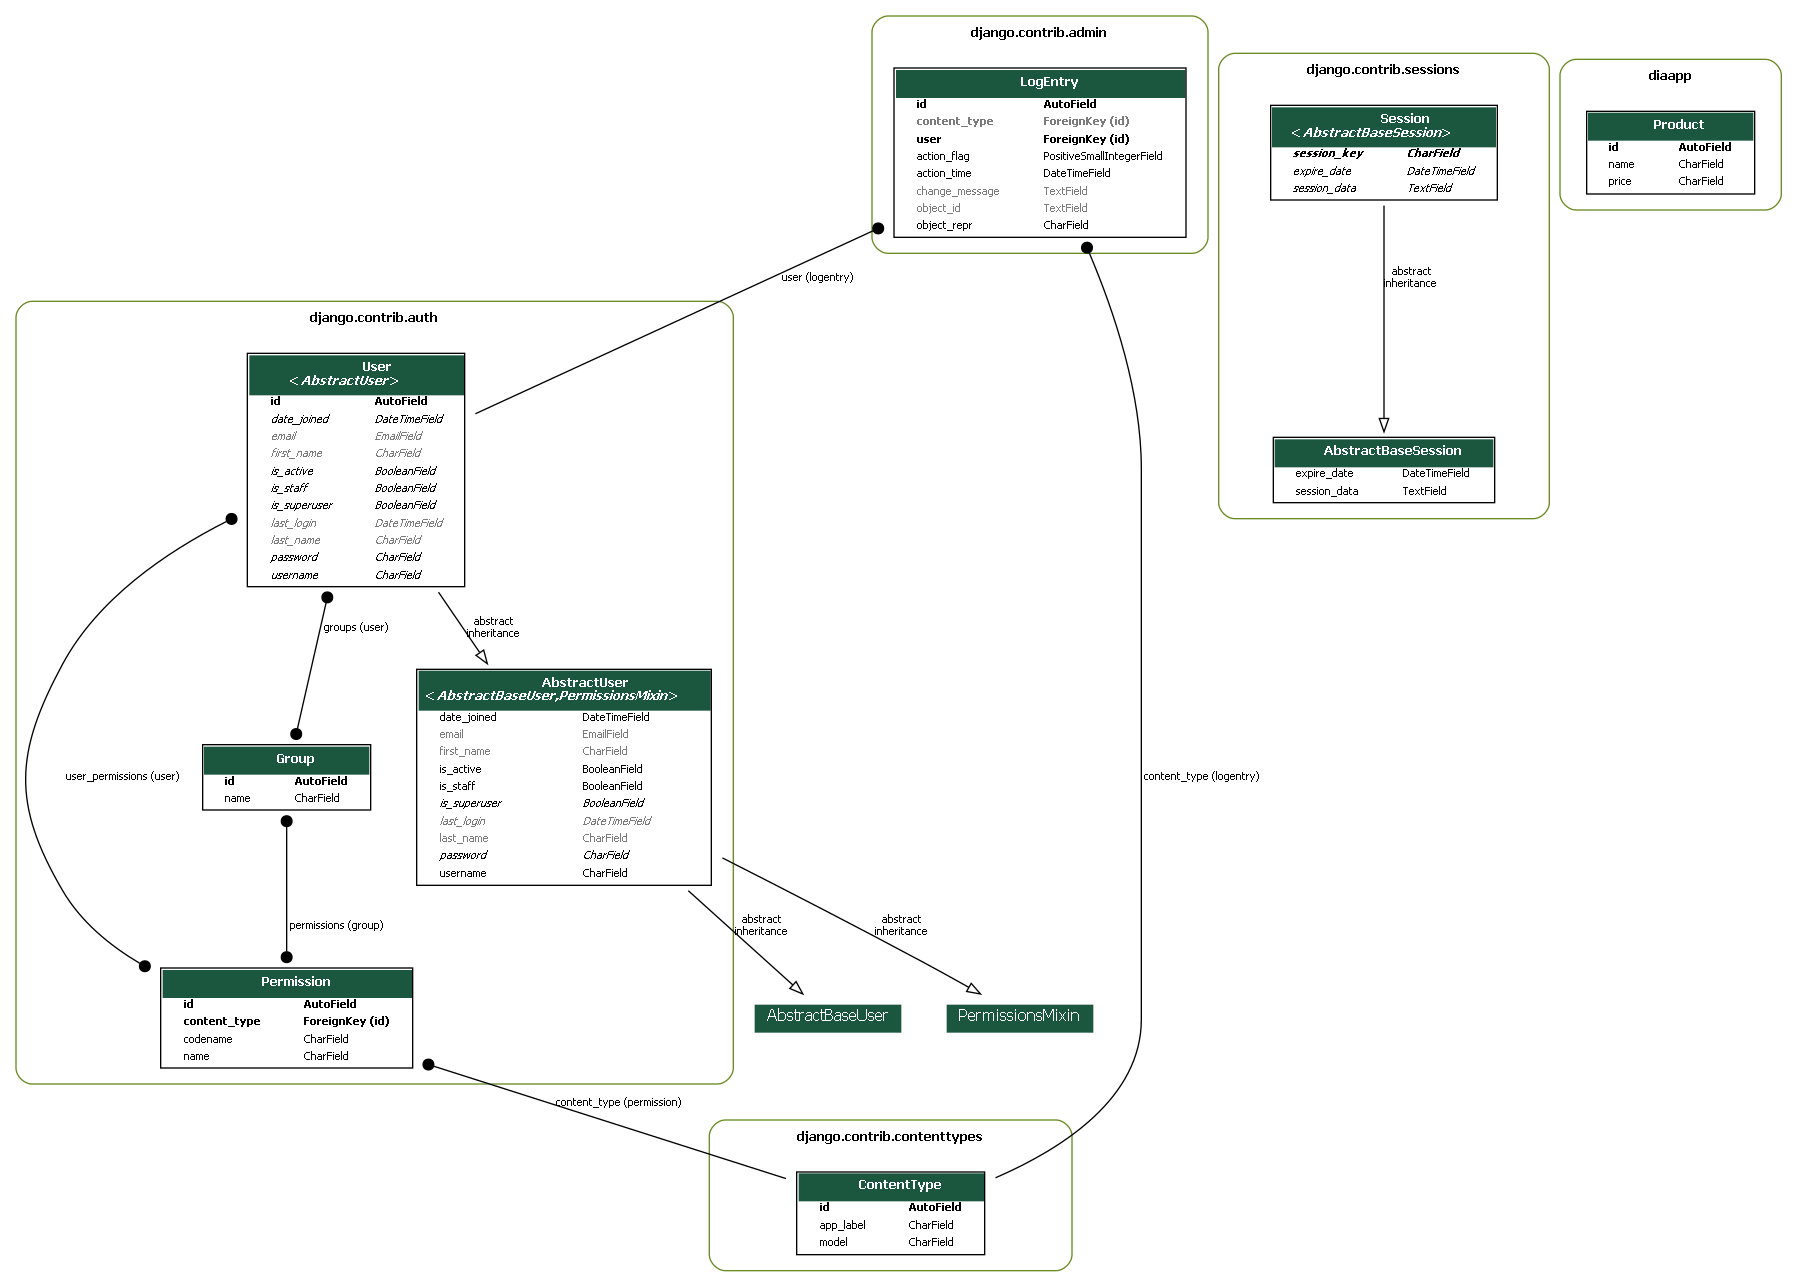 django.contrib.admin
LogEntry
id AutoField
content_type ForeignKey (id)
user ForeignKey (id)
action_flag PositiveSmallIntegerField
action_time DateTimeField
change_message TextField
object_id TextField
object_repr CharField
django.contrib.sessions
Session
<AbstractBaseSession>
session_key CharField
expire_date DateTimeField
session_data TextField
abstract
inheritance
AbstractBaseSession
expire_date DateTimeField
session_data TextField
diaapp
Product
id AutoField
name CharField
price CharField
user (logentry)
django.contrib.auth
User
<AbstractUser>
id AutoField
date_joined DateTimeField
email EmailField
first_name CharField
is_active BooleanField
is_staff BooleanField
is_superuser BooleanField
last_login DateTimeField
last_name CharField
password CharField
username CharField
groups (user)
abstract
inheritance
AbstractUser
<AbstractBaseUser,PermissionsMixin>
date_joined DateTimeField
email EmailField
first_name CharField
is_active BooleanField
is_staff BooleanField
is_superuser BooleanField
last_login DateTimeField
last_name CharField
password CharField
username CharField
Group
id AutoField
name CharField
user_permissions (user)
content_type (logentry)
permissions (group)
abstract
inheritance
abstract
inheritance
Permission
id AutoField
content_type ForeignKey (id)
codename CharField
name CharField
AbstractBaseUser
PermissionsMixin
content_type (permission)
django.contrib.contenttypes
ContentType
id AutoField
app_label CharField
model CharField